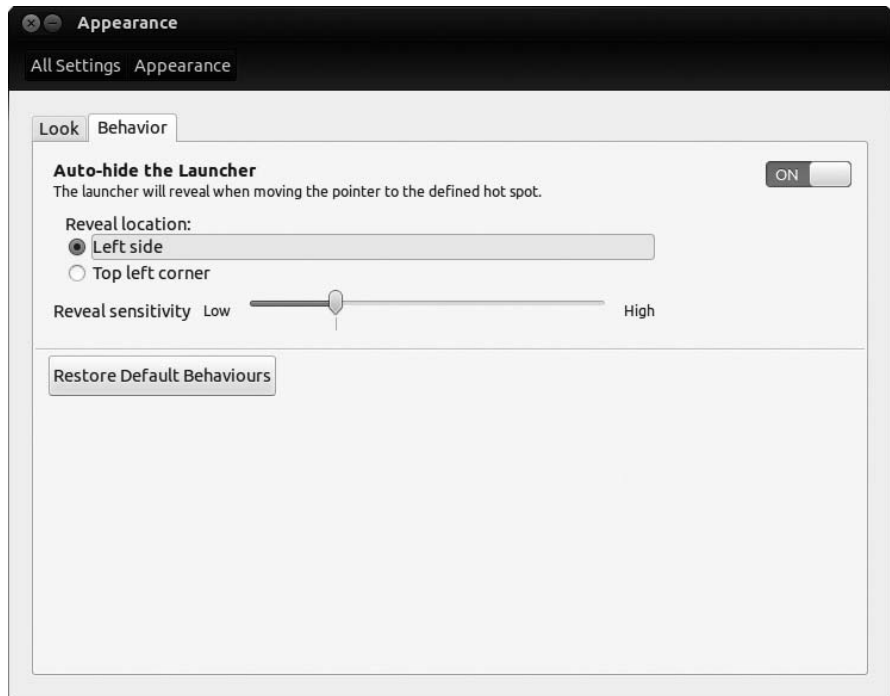 Appearance
All Settings Appearance
Look Behavior
Auto-hide the Launcher
ON
The launcher will reveal when moving the pointer to the defined hot spot.
Reveal location:
Left side
Top left corner
Reveal sensitivity Low High
Restore Default Behaviours